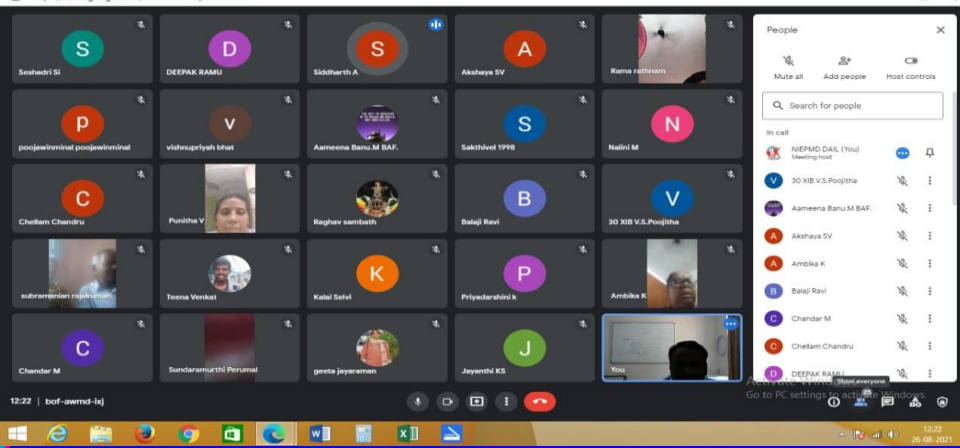 S
Seshadri Si
D
DEEPAK RAMU
S
Siddharth A
A
Akshaya SV
Rama rathnam
p
poojawinminal poojawinminal
v
vishnupriyah bhat
Aameena Banu.M BAF.
S
Sakthivel 1998
N
Nalini M
C
Chellam Chandru
Punitha V
Raghav sambath
B
Balaji Ravi
V
30 XIB V.S.Poojitha
subramanian rajakumar
Teena Venkat
K
Kalai Selvi
P
Priyadarshini k
Ambika K
C
Chandar M
Sundaramurthi Perumal
geeta jayaraman
J
Jayanthi KS
You
People
Mute all
Add people
Host controls
Search for people
In call
NIEPMD DAIL (You)
Meeting host
V
30 XIB V.S.Poojitha
Aameena Banu.M BAF.
A
Akshaya SV
A
Ambika K
B
Balaji Ravi
C
Chandar M
C
Chellam Chandru
D
DEEPAK RAMU
Show everyone
25
Go to PC settings to activate Windows.
12:22 | bof-awmd-ixj
12:22
26-08-2021